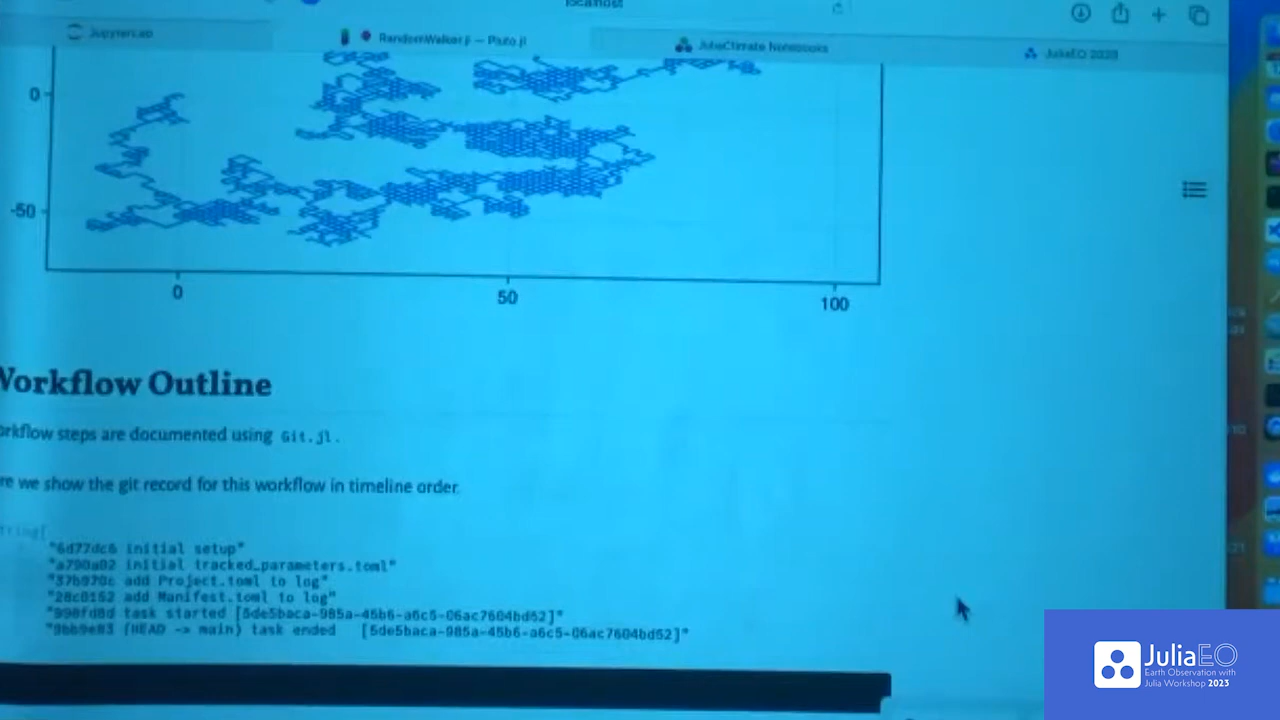 localhost
Jupyter.eo
RandomWalker.jl — Pluto.jl
JuliaClimate Notebooks
JuliaEO 2023
0
-50
0
50
100
Workflow Outline
orkflow steps are documented using Git.jl.
re we show the git record for this workflow in timeline order.
tring[
"6d77dc6 initial setup"
"a790a02 initial tracked_parameters.toml"
"37b970c add Project.toml to log"
"28c0152 add Manifest.toml to log"
task started [5de5baca-985a-45b6-a6c5-06ac7604bd52]"
(HEAD -> main) task ended [5de5baca-985a-45b6-a6c5-06ac7604bd52]"
JuliaEO
Earth Observation with
Julia Workshop 2023